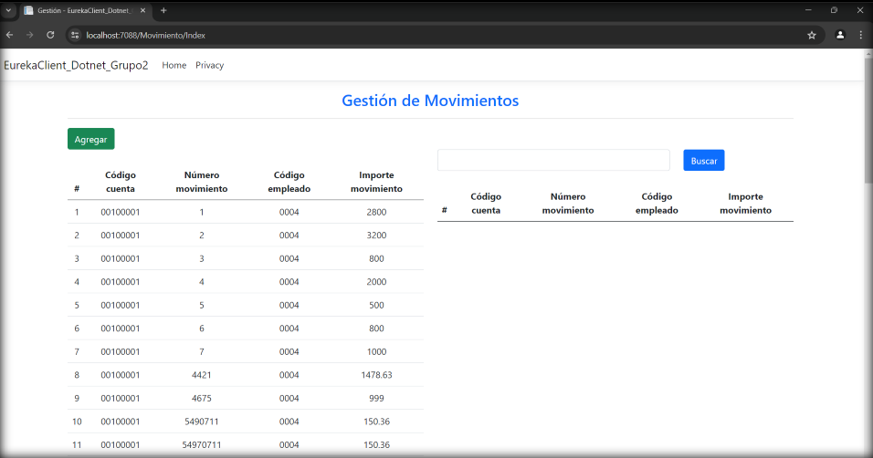 Gestión - EurekaClient_Dotnet_
localhost:7088/Movimiento/Index
EurekaClient_Dotnet_Grupo2 Home Privacy
Gestión de Movimientos
Agregar
# Código cuenta Número movimiento Código empleado Importe movimiento
1 00100001 1 0004 2800
2 00100001 2 0004 3200
3 00100001 3 0004 800
4 00100001 4 0004 2000
5 00100001 5 0004 500
6 00100001 6 0004 800
7 00100001 7 0004 1000
8 00100001 4421 0004 1478.63
9 00100001 4675 0004 999
10 00100001 5490711 0004 150.36
11 00100001 54970711 0004 150.36
Buscar
# Código cuenta Número movimiento Código empleado Importe movimiento